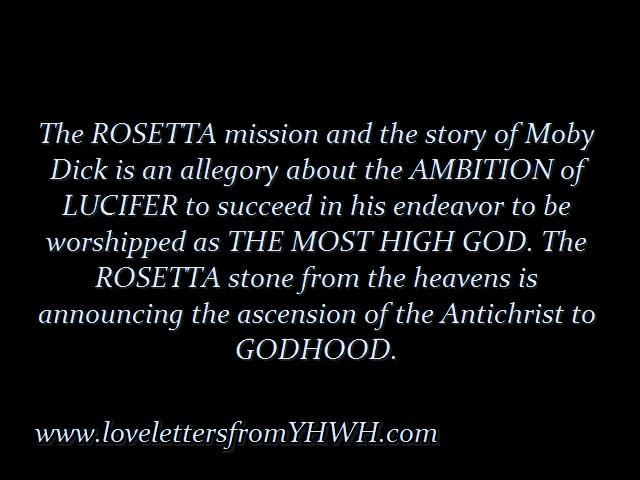 The ROSETTA mission and the story of Moby
Dick is an allegory about the AMBITION of
LUCIFER to succeed in his endeavor to be
worshipped as THE MOST HIGH GOD. The
ROSETTA stone from the heavens is
announcing the ascension of the Antichrist to
GODHOOD.
www.lovelettersfromYHWH.com